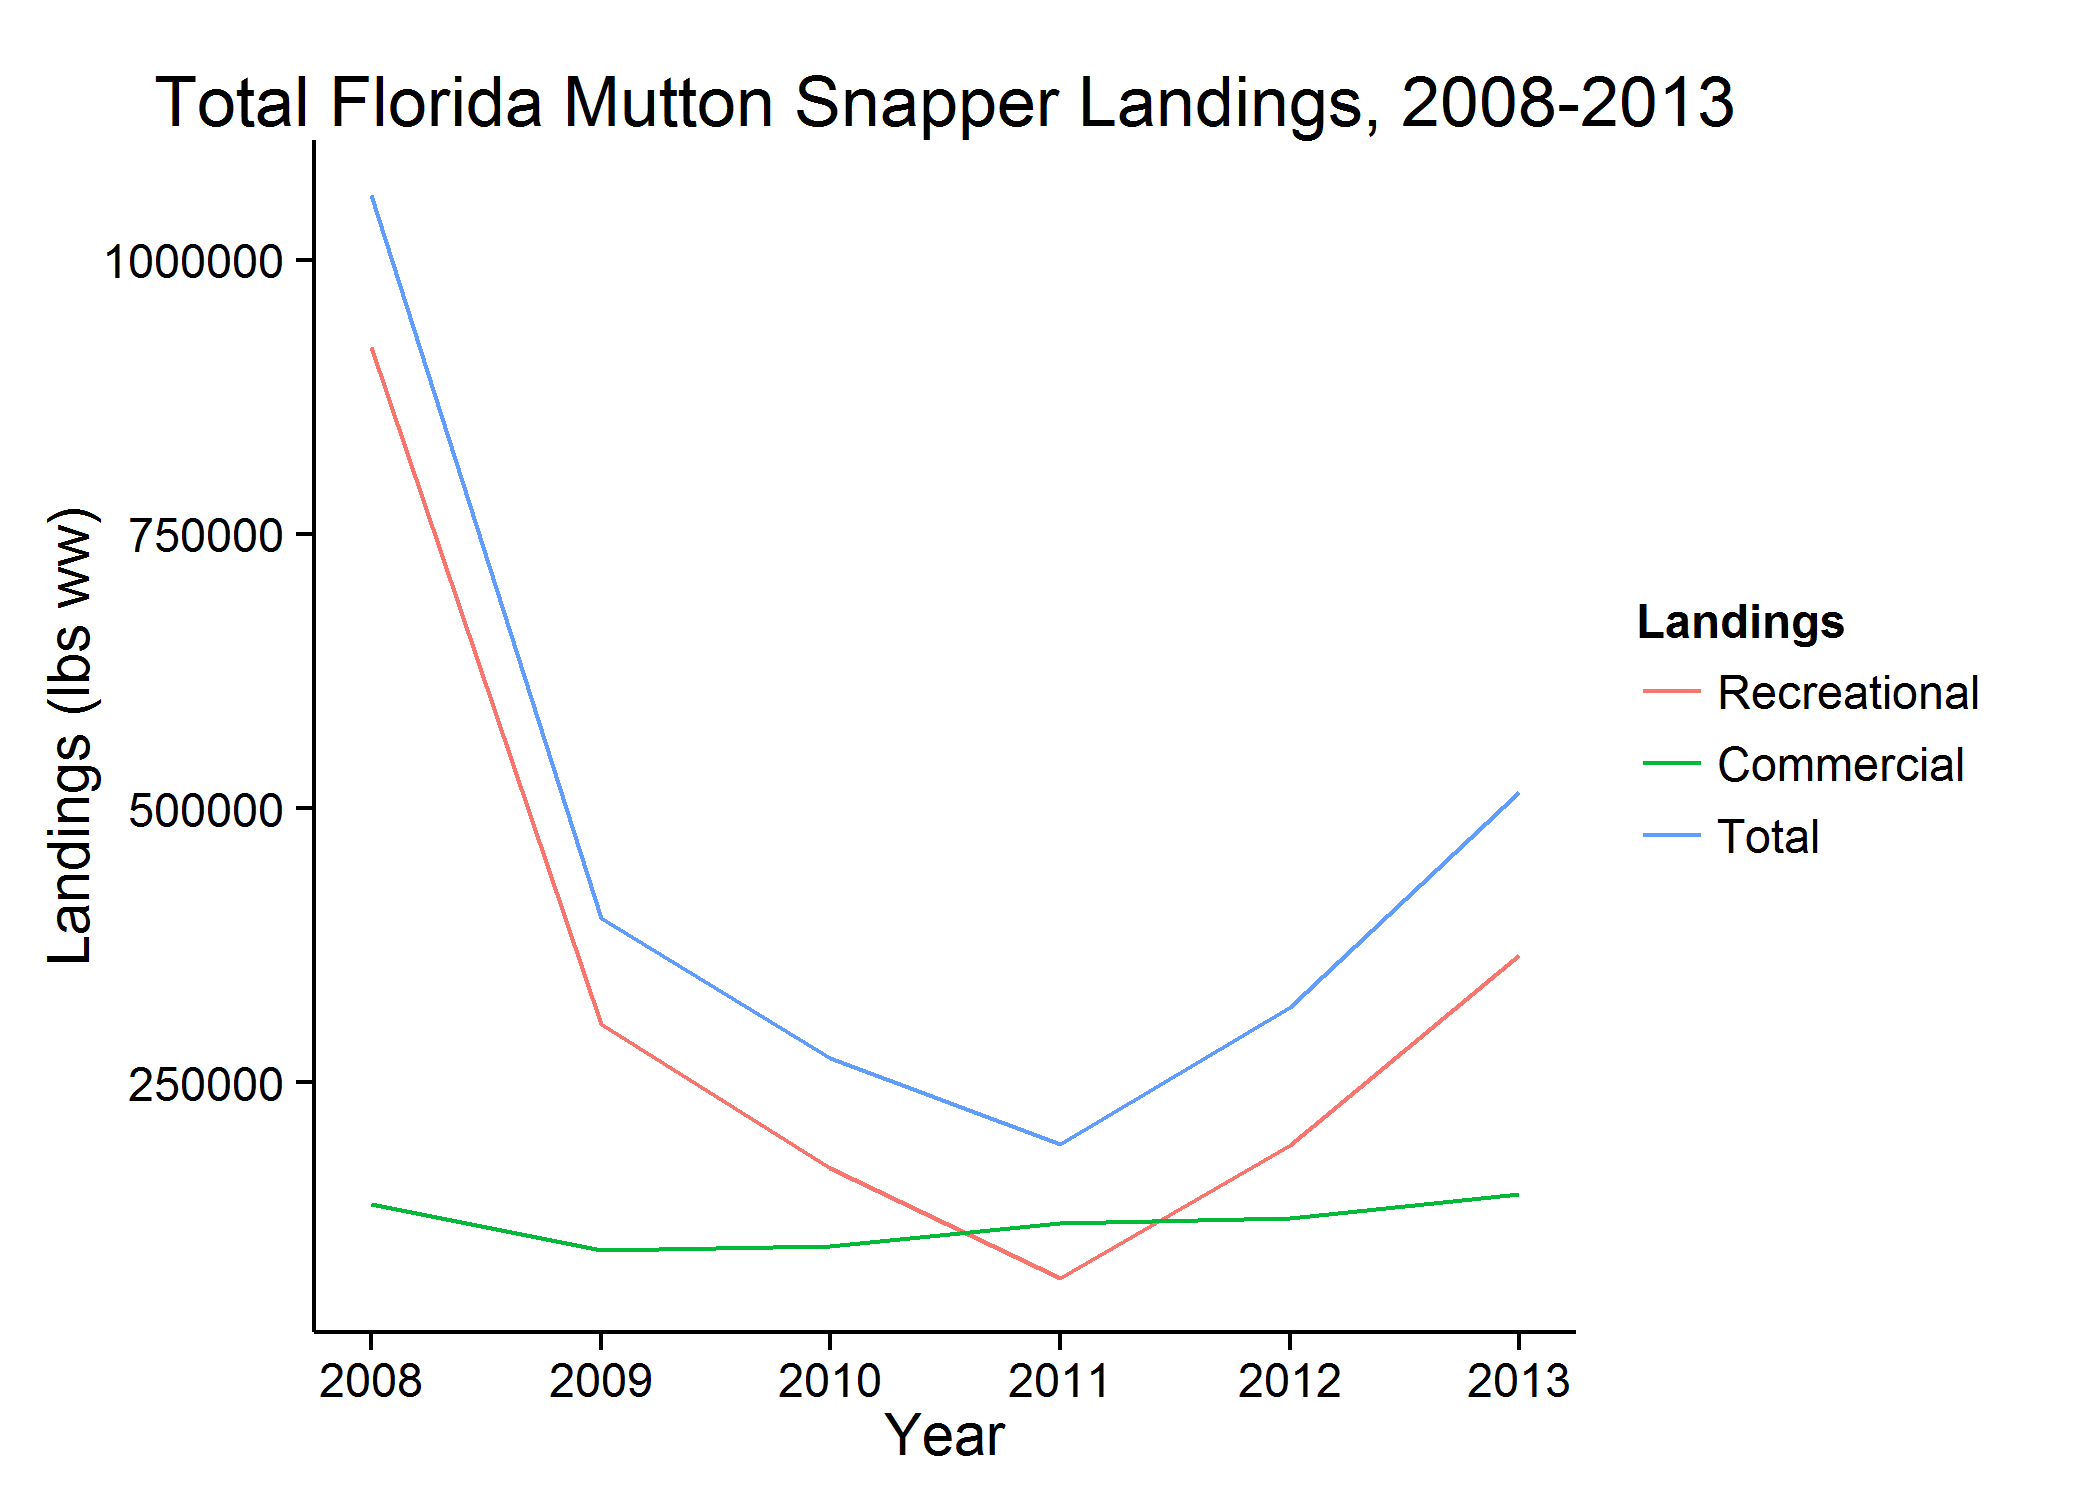 Total Florida Mutton Snapper Landings, 2008-2013
1000000
750000
500000
250000
Landings (lbs ww)
2008 2009 2010 2011 2012 2013
Year
Landings
Recreational
Commercial
Total